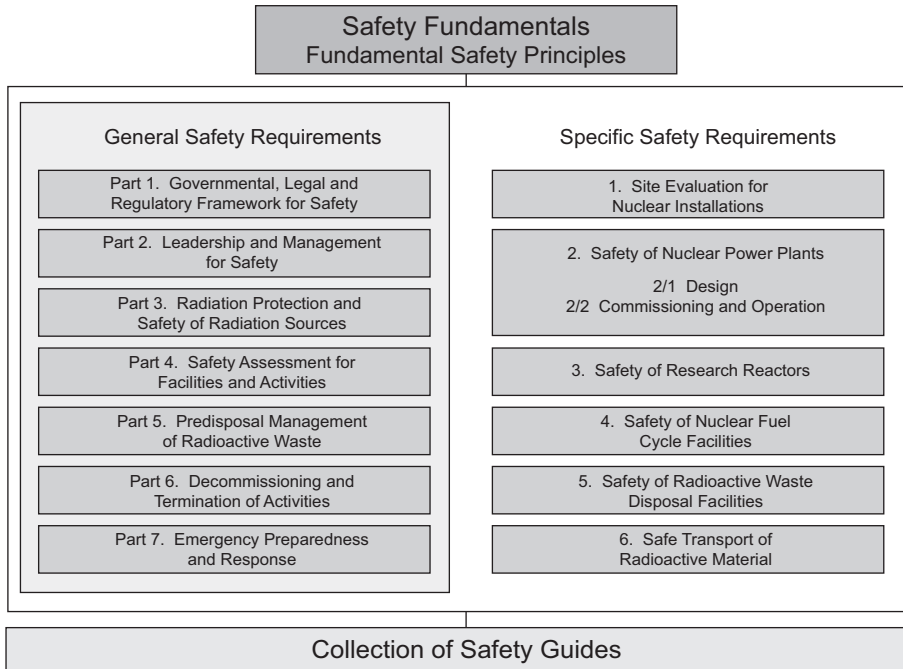 Safety Fundamentals
Fundamental Safety Principles
General Safety Requirements
Part 1. Governmental, Legal and
Regulatory Framework for Safety
Part 2. Leadership and Management
for Safety
Part 3. Radiation Protection and
Safety of Radiation Sources
Part 4. Safety Assessment for
Facilities and Activities
Part 5. Predisposal Management
of Radioactive Waste
Part 6. Decommissioning and
Termination of Activities
Part 7. Emergency Preparedness
and Response
Specific Safety Requirements
1. Site Evaluation for
Nuclear Installations
2. Safety of Nuclear Power Plants
2/1 Design
2/2 Commissioning and Operation
3. Safety of Research Reactors
4. Safety of Nuclear Fuel
Cycle Facilities
5. Safety of Radioactive Waste
Disposal Facilities
6. Safe Transport of
Radioactive Material
Collection of Safety Guides